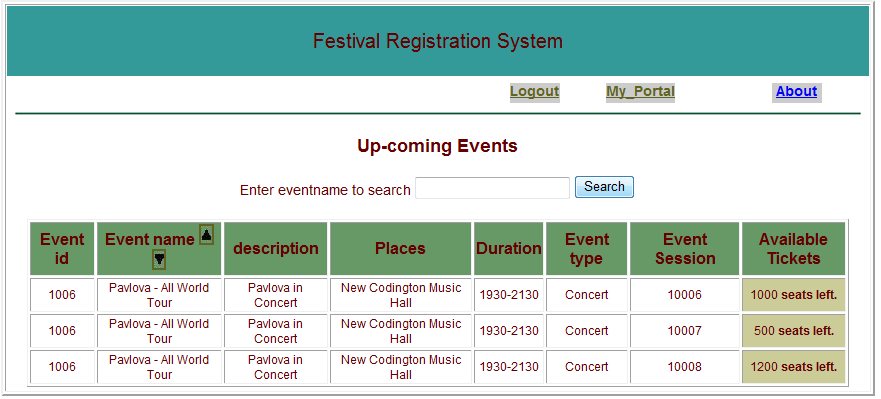 Festival Registration System
Logout My_Portal About
Up-coming Events
Enter eventname to search Search
Event id Event name description Places Duration Event type Event Session Available Tickets
1006 Pavlova - All World Tour Pavlova in Concert New Codington Music Hall 1930-2130 Concert 10006 1000 seats left.
1006 Pavlova - All World Tour Pavlova in Concert New Codington Music Hall 1930-2130 Concert 10007 500 seats left.
1006 Pavlova - All World Tour Pavlova in Concert New Codington Music Hall 1930-2130 Concert 10008 1200 seats left.